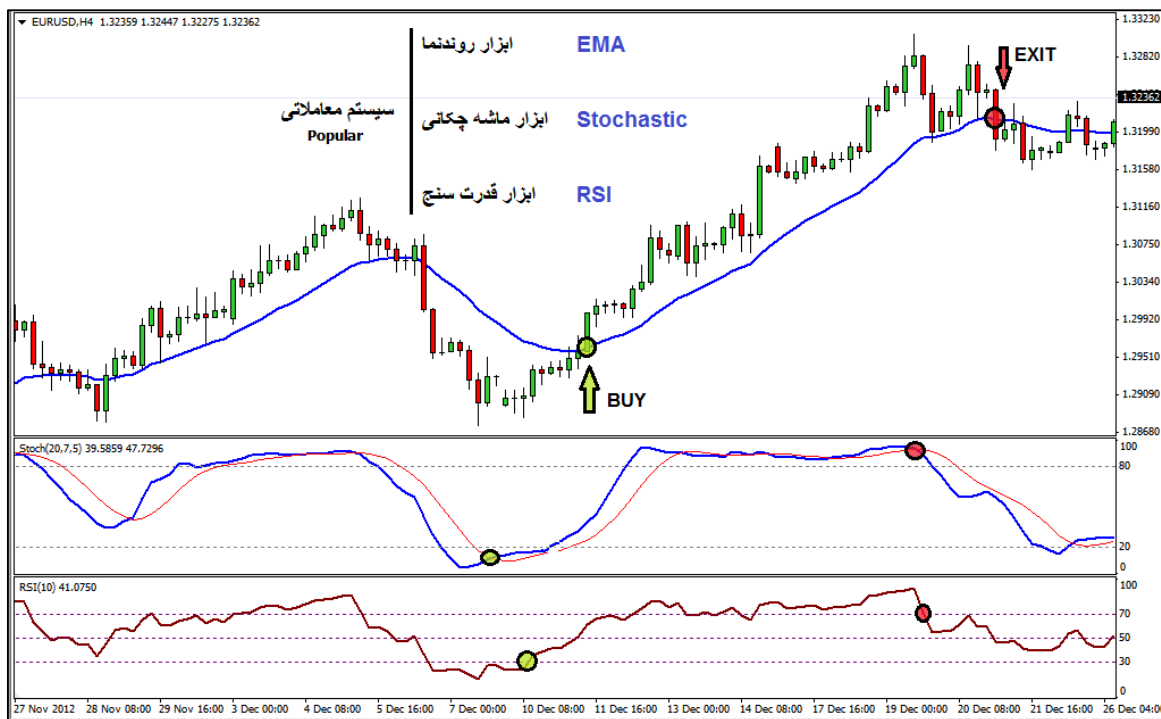 EURUSD,H4 1.32359 1.32447 1.32275 1.32362
ابزار روندنما EMA
سیستم معاملاتی
Popular
ابزار ماشه چکانی Stochastic
ابزار قدرت سنج RSI
EXIT
BUY
1.33230
1.32820
1.32362
1.31990
1.31580
1.31160
1.30750
1.30340
1.29920
1.29510
1.29090
1.28680
Stoch(20,7,5) 39.5859 47.7296
100
80
20
0
RSI(10) 41.0750
100
70
50
30
0
27 Nov 2012 28 Nov 08:00 29 Nov 16:00 3 Dec 00:00 4 Dec 08:00 5 Dec 16:00 7 Dec 00:00 10 Dec 08:00 11 Dec 16:00 13 Dec 00:00 14 Dec 08:00 17 Dec 16:00 19 Dec 00:00 20 Dec 08:00 21 Dec 16:00 26 Dec 04:00